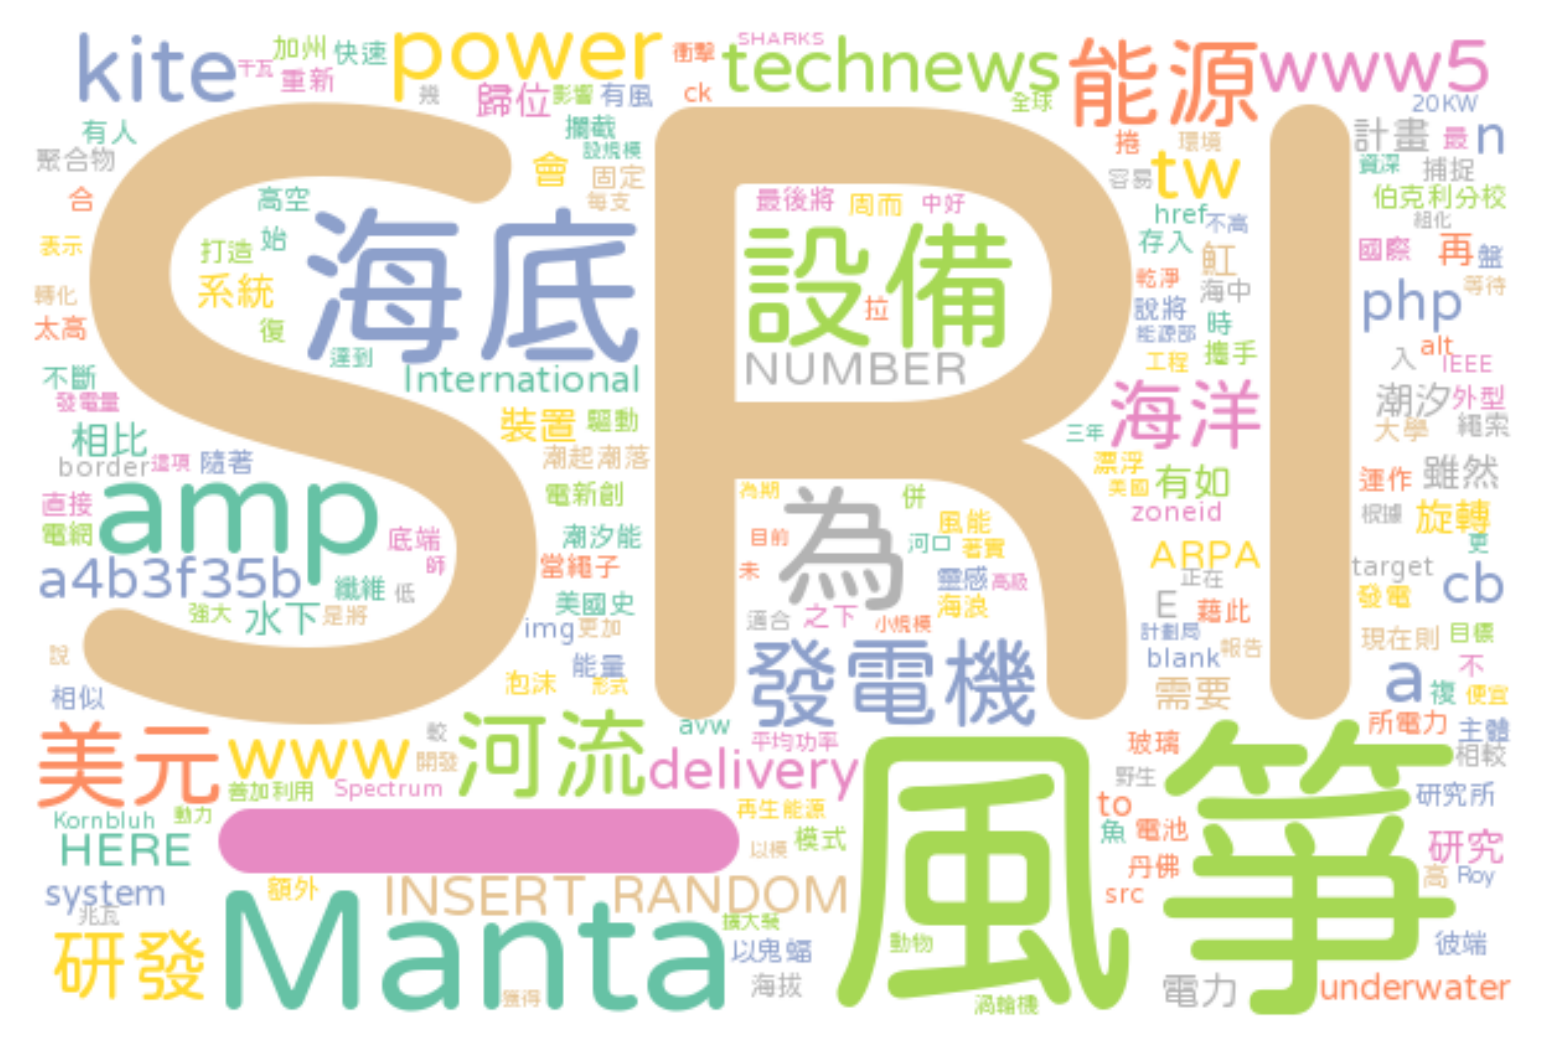 kite 千瓦 加州 快速 power 衝擊 SHARKS technews 能源 www5
重新 幾 歸位 影響 有風 ck 全球 20KW
有人 攔截 設規模 捲 環境 計畫 最 n
聚合物 會 固定 容易 tw 資深 捕捉
合 高空 每支 最後將 周而 中好 href 不高 伯克利分校 組化
SRI
表示 打造 始 海底 設備 存入 魟 國際 再 盤
轉化 系統 拉 乾淨 海中 php 等待
太高 復 達到 說將 時 能源部 入 alt IEEE
不斷 International NUMBER 工程 攜手
發電量 裝置 驅動 海洋 潮汐 外型
相比 三年 大學 繩索
border 這項 隨著 潮起潮落 漂浮 有如 運作 雖然
直接 amp 電新創 為期 為 併 美國 zoneid 根據 旋轉
電網 底端 潮汐能 目前 風能 河口 著實 更
a4b3f35b 師 當繩子 未 靈感 高級 ARPA 正在 target cb
纖維 低 美國史 海浪 E 藉此 發電
強大 水下 是將 img 更加 適合 之下 小規模 計劃局 現在則 目標
說 能量 發電機 blank 報告 不
相似 泡沫 形式 需要 a 複 便宜
美元 www 較 河流 avw 所電力 主體
開發 delivery 平均功率 風箏 玻璃 相較
善加利用 Spectrum 野生 研究所
Kornbluh 動力 再生能源 to
HERE 以模 模式 魚 電池 研究
system 額外 INSERT_RANDOM 丹佛 src 高 Roy
兆瓦 Manta 擴大裝
研發 以鬼蝠 動物 彼端
獲得 海拔 渦輪機 電力 underwater